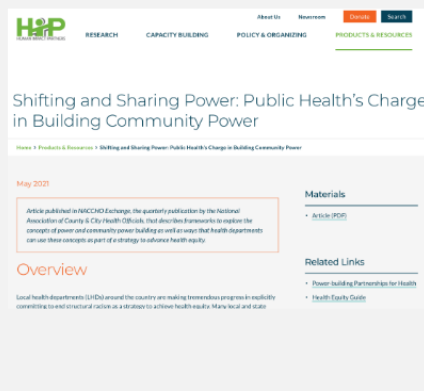 About Us Newsroom Donate Search
HIP
HUMAN IMPACT PARTNERS
RESEARCH CAPACITY BUILDING POLICY & ORGANIZING PRODUCTS & RESOURCES
Shifting and Sharing Power: Public Health's Charge
in Building Community Power
Home > Products & Resources > Shifting and Sharing Power: Public Health's Charge in Building Community Power
May 2021
Article published in NACCHO Exchange, the quarterly publication by the National
Association of County & City Health Officials, that describes frameworks to explore the
concepts of power and community power building as well as ways that health departments
can use these concepts as part of a strategy to advance health equity.
Materials
• Article (PDF)
Overview
Local health departments (LHDs) around the country are making tremendous progress in explicitly
committing to end structural racism as a strategy to achieve health equity. Many local and state
Related Links
• Power-building Partnerships for Health
• Health Equity Guide